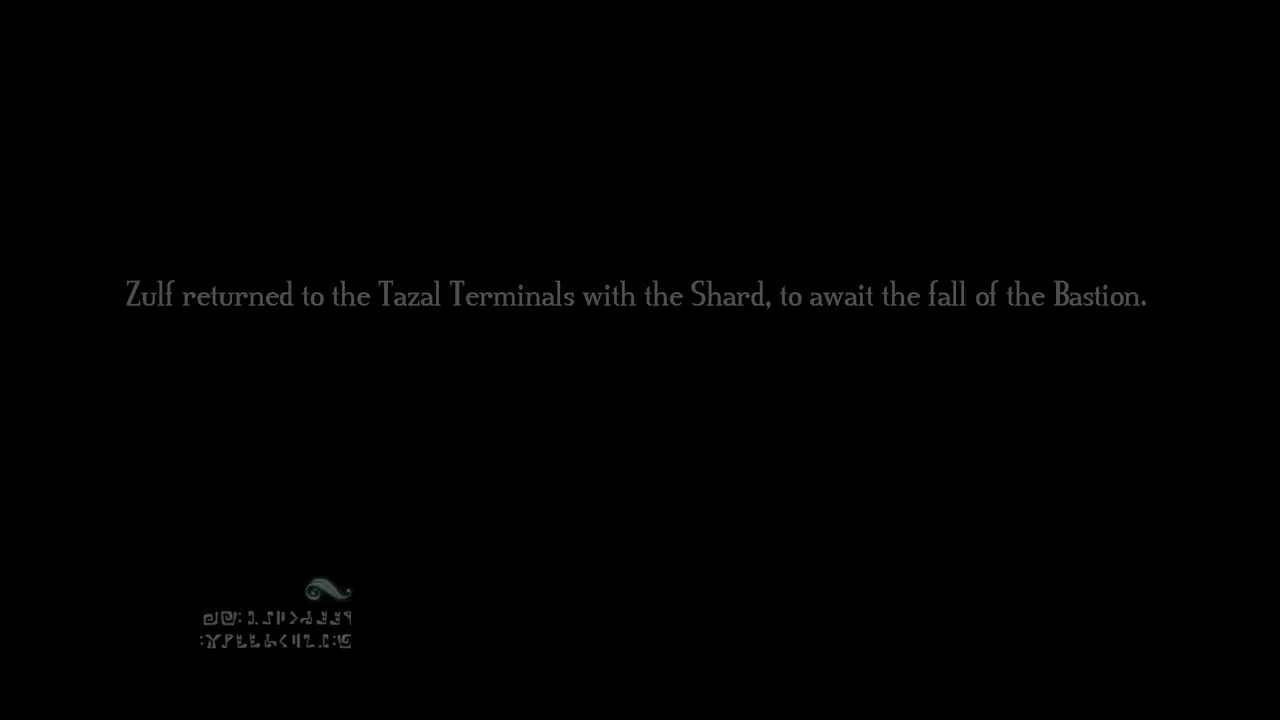 Zulf returned to the Tazal Terminals with the Shard, to await the fall of the Bastion.